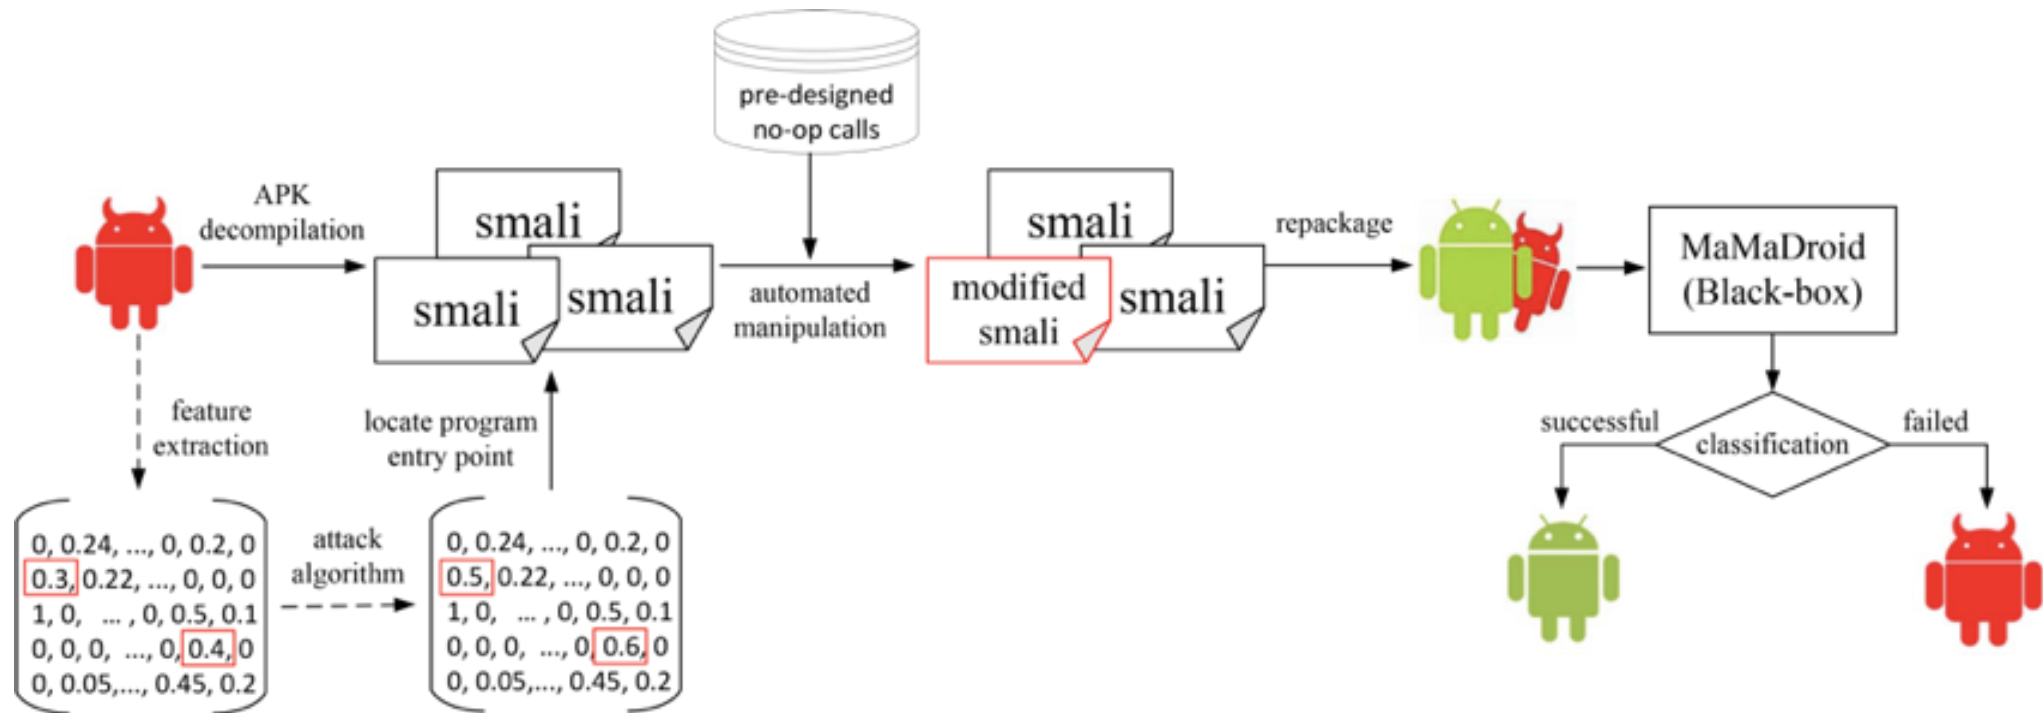 pre-designed
no-op calls
APK
decompilation
smali
smali
smali
automated
manipulation
smali
modified
smali
smali
repackage
MaMaDroid
(Black-box)
successful
classification
failed
feature
extraction
locate program
entry point
0, 0.24, ..., 0, 0.2, 0
0.3, 0.22, ..., 0, 0, 0
1, 0, ... , 0, 0.5, 0.1
0, 0, 0, ..., 0, 0.4, 0
0, 0.05,..., 0.45, 0.2
attack
algorithm
0, 0.24, ..., 0, 0.2, 0
0.5, 0.22, ..., 0, 0, 0
1, 0, ... , 0, 0.5, 0.1
0, 0, 0, ..., 0, 0.6, 0
0, 0.05,..., 0.45, 0.2